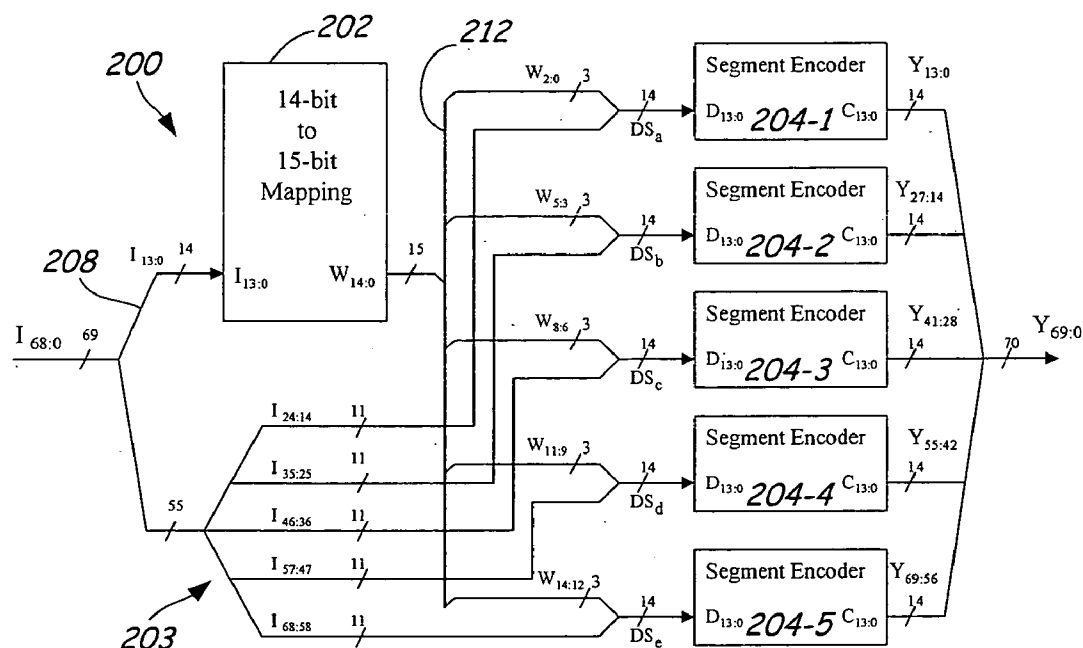 200
202
14-bit
to
15-bit
Mapping
I13:0
W14:0
208
I 68:0
69
I13:0
14
15
212
55
203
I 24:14
11
I 35:25
11
I 46:36
11
I 57:47
11
I 68:58
11
W2:0
3
14
DSa
Segment Encoder
D13:0
204-1
C13:0
Y13:0
14
W5:3
3
14
DSb
Segment Encoder
D13:0
204-2
C13:0
Y27:14
14
W8:6
3
14
DSc
Segment Encoder
D13:0
204-3
C13:0
Y41:28
14
W11:9
3
14
DSd
Segment Encoder
D13:0
204-4
C13:0
Y55:42
14
W14:12
3
14
DSe
Segment Encoder
D13:0
204-5
C13:0
Y69:56
14
70
Y69:0